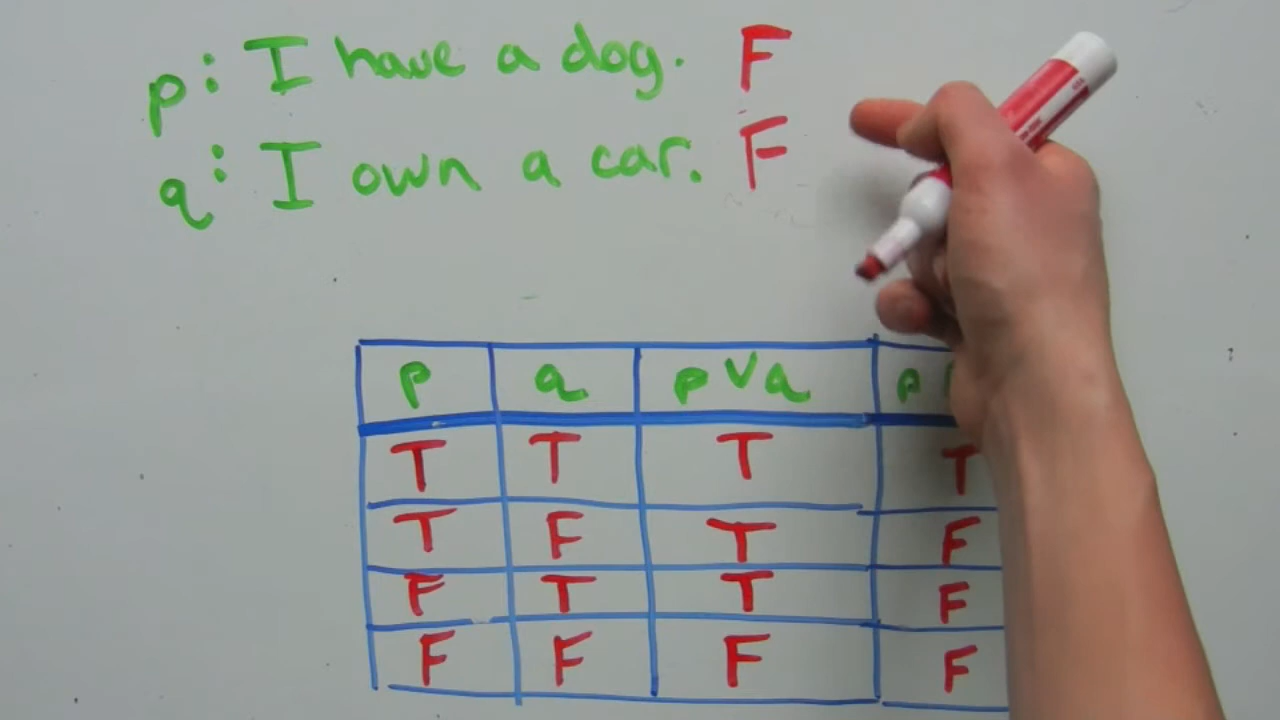 p: I have a dog. F
q: I own a car. F
p q p∨q p
T T T T
T F T F
F T T F
F F F F